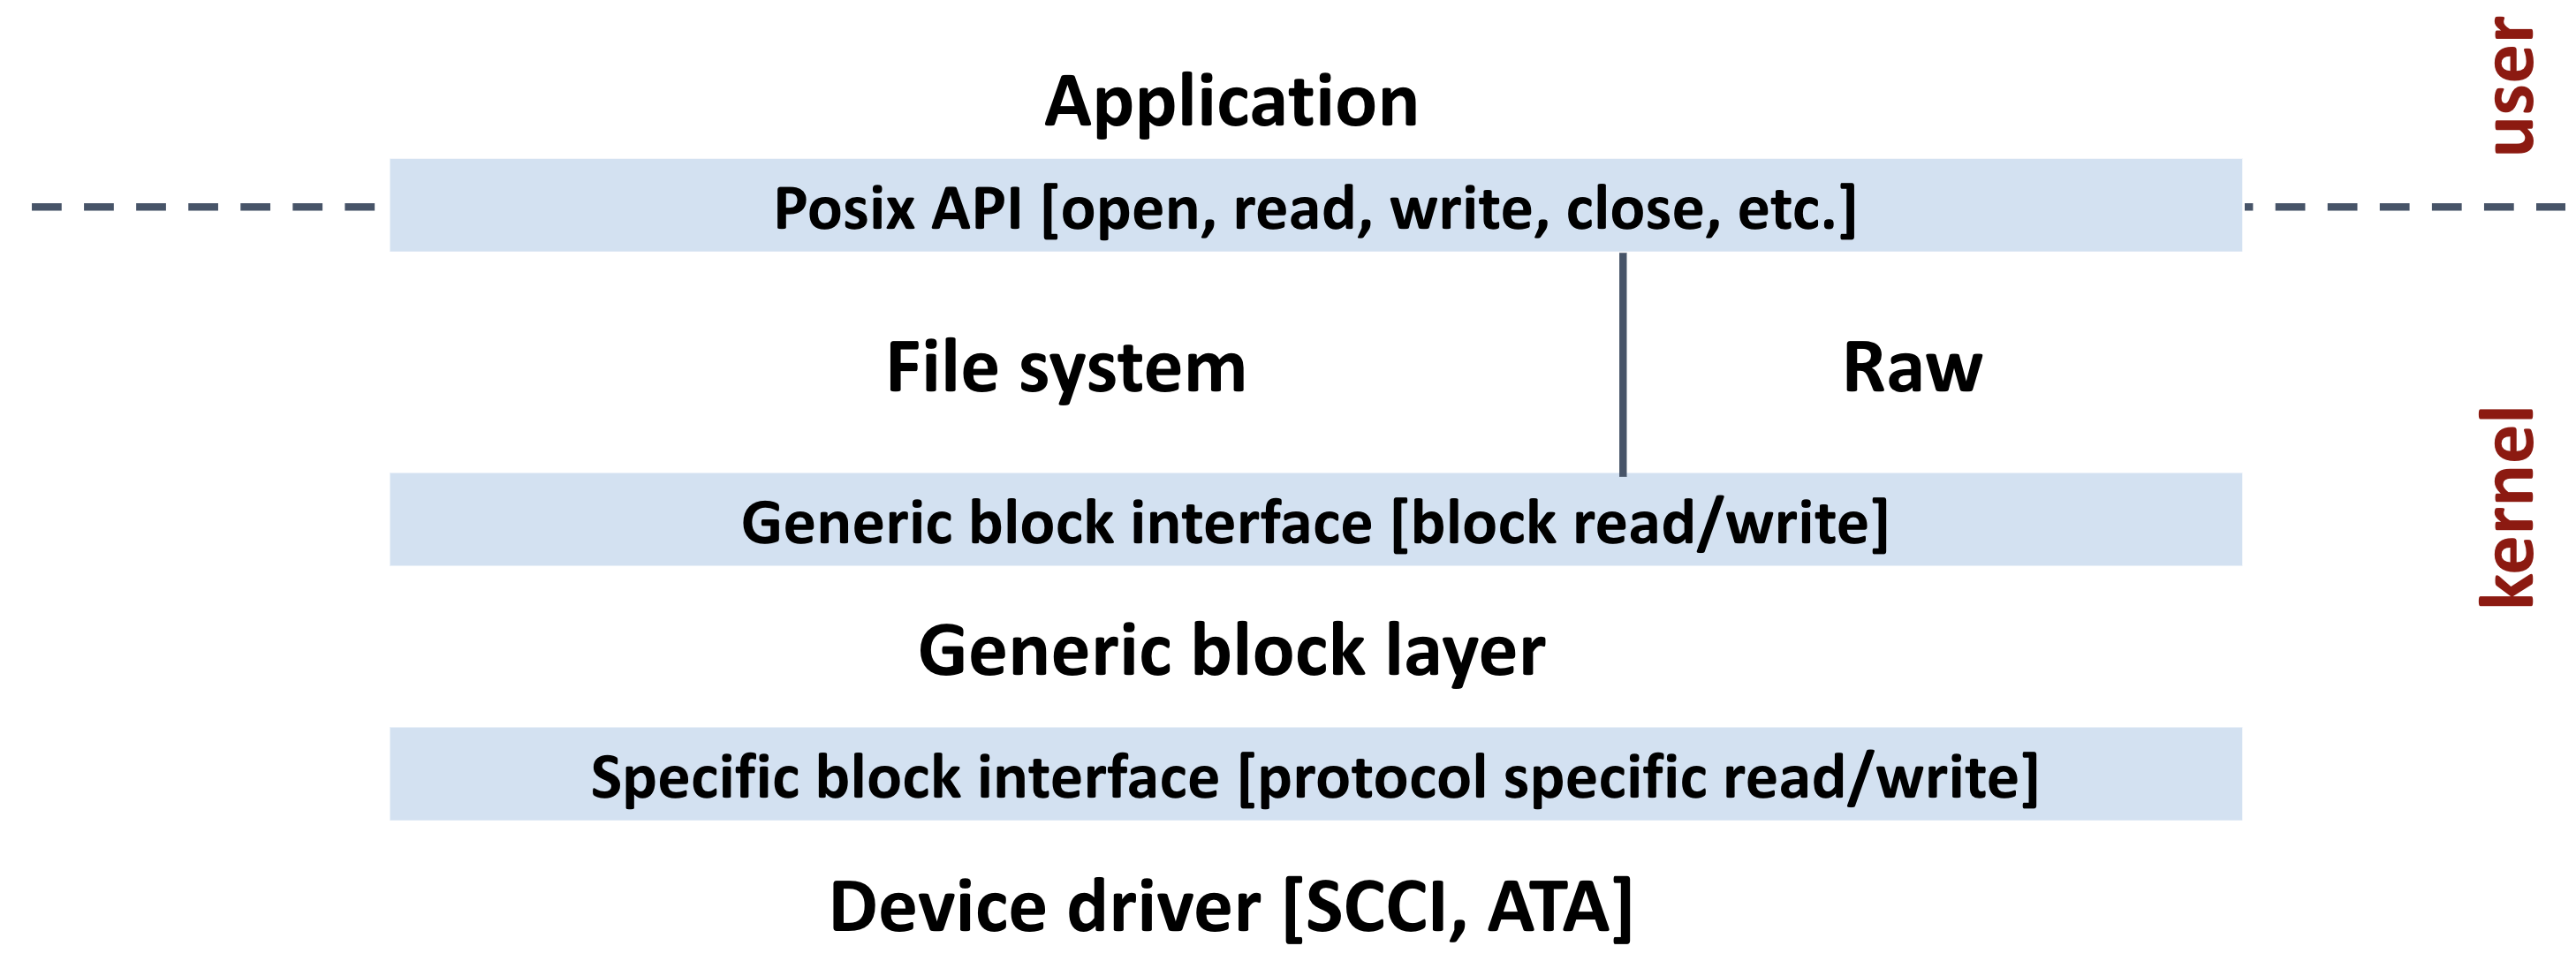 user
Application
Posix API [open, read, write, close, etc.]
File system
Raw
kernel
Generic block interface [block read/write]
Generic block layer
Specific block interface [protocol specific read/write]
Device driver [SCCI, ATA]